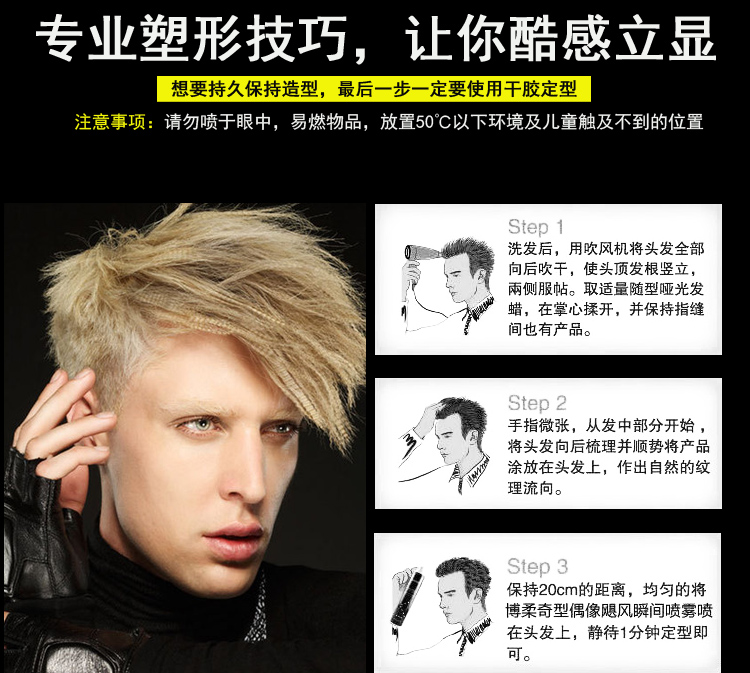 专业塑形技巧，让你酷感立显
想要持久保持造型，最后一步一定要使用干胶定型
注意事项：请勿喷于眼中，易燃物品，放置50℃以下环境及儿童触及不到的位置
Step 1
洗发后，用吹风机将头发全部
向后吹干，使头顶发根竖立，
兩侧服帖。取适量随型哑光发
蜡，在掌心揉开，并保持指缝
间也有产品。
Step 2
手指微张，从发中部分开始，
将头发向后梳理并顺势将产品
涂放在头发上，作出自然的纹
理流向。
Step 3
保持20cm的距离，均匀的将
博柔奇型偶像飓风瞬间喷雾喷
在头发上，静待1分钟定型即
可。